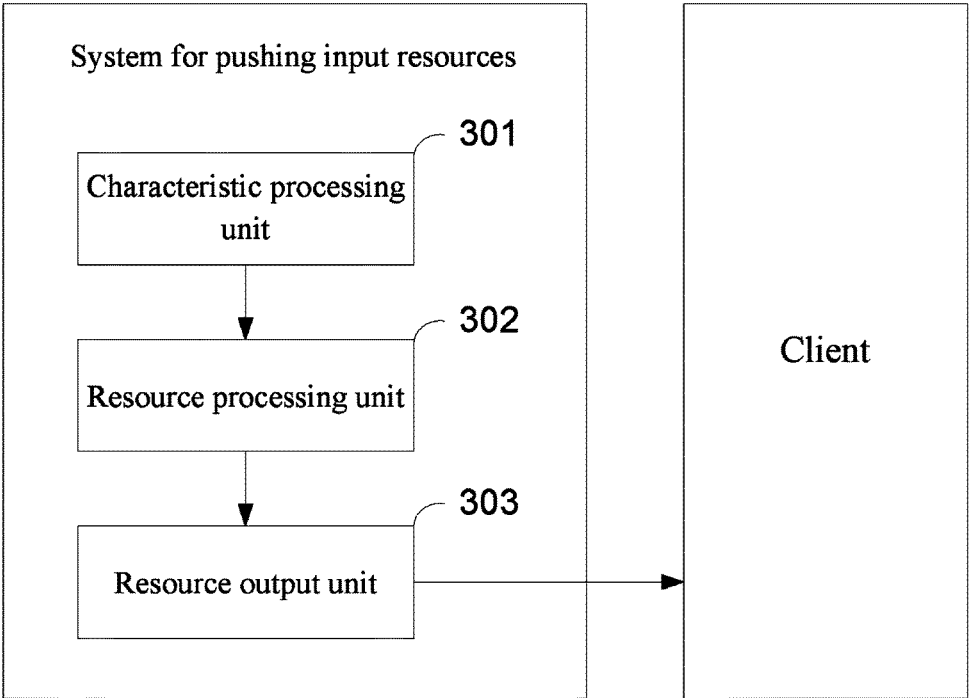 System for pushing input resources
301
Characteristic processing
unit
302
Resource processing unit
Client
303
Resource output unit